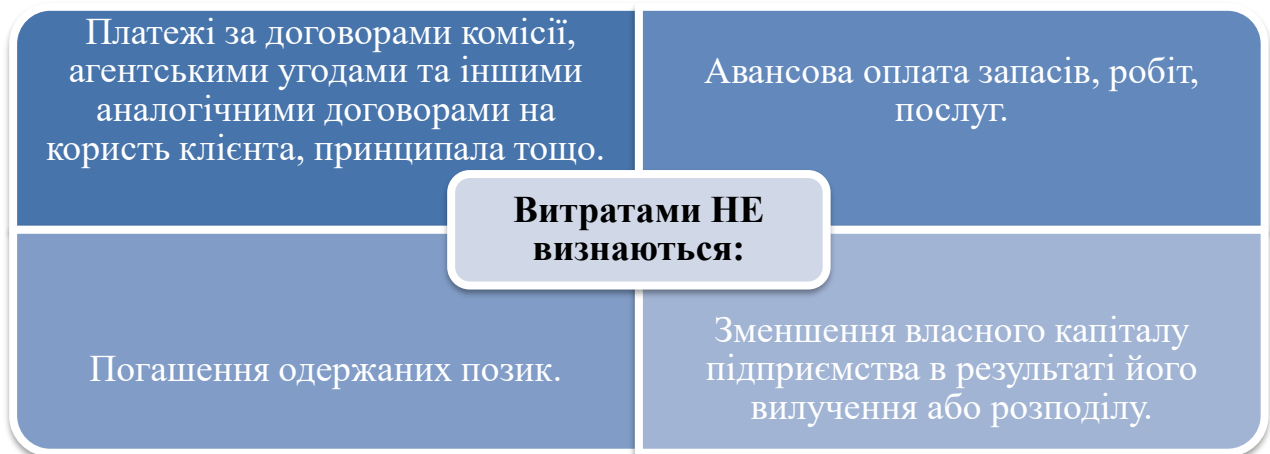 Платежі за договорами комісії,
агентськими угодами та іншими
аналогічними договорами на
користь клієнта, принципала тощо.
Авансова оплата запасів, робіт,
послуг.
Витратами НЕ
визнаються:
Погашення одержаних позик.
Зменшення власного капіталу
підприємства в результаті його
вилучення або розподілу.